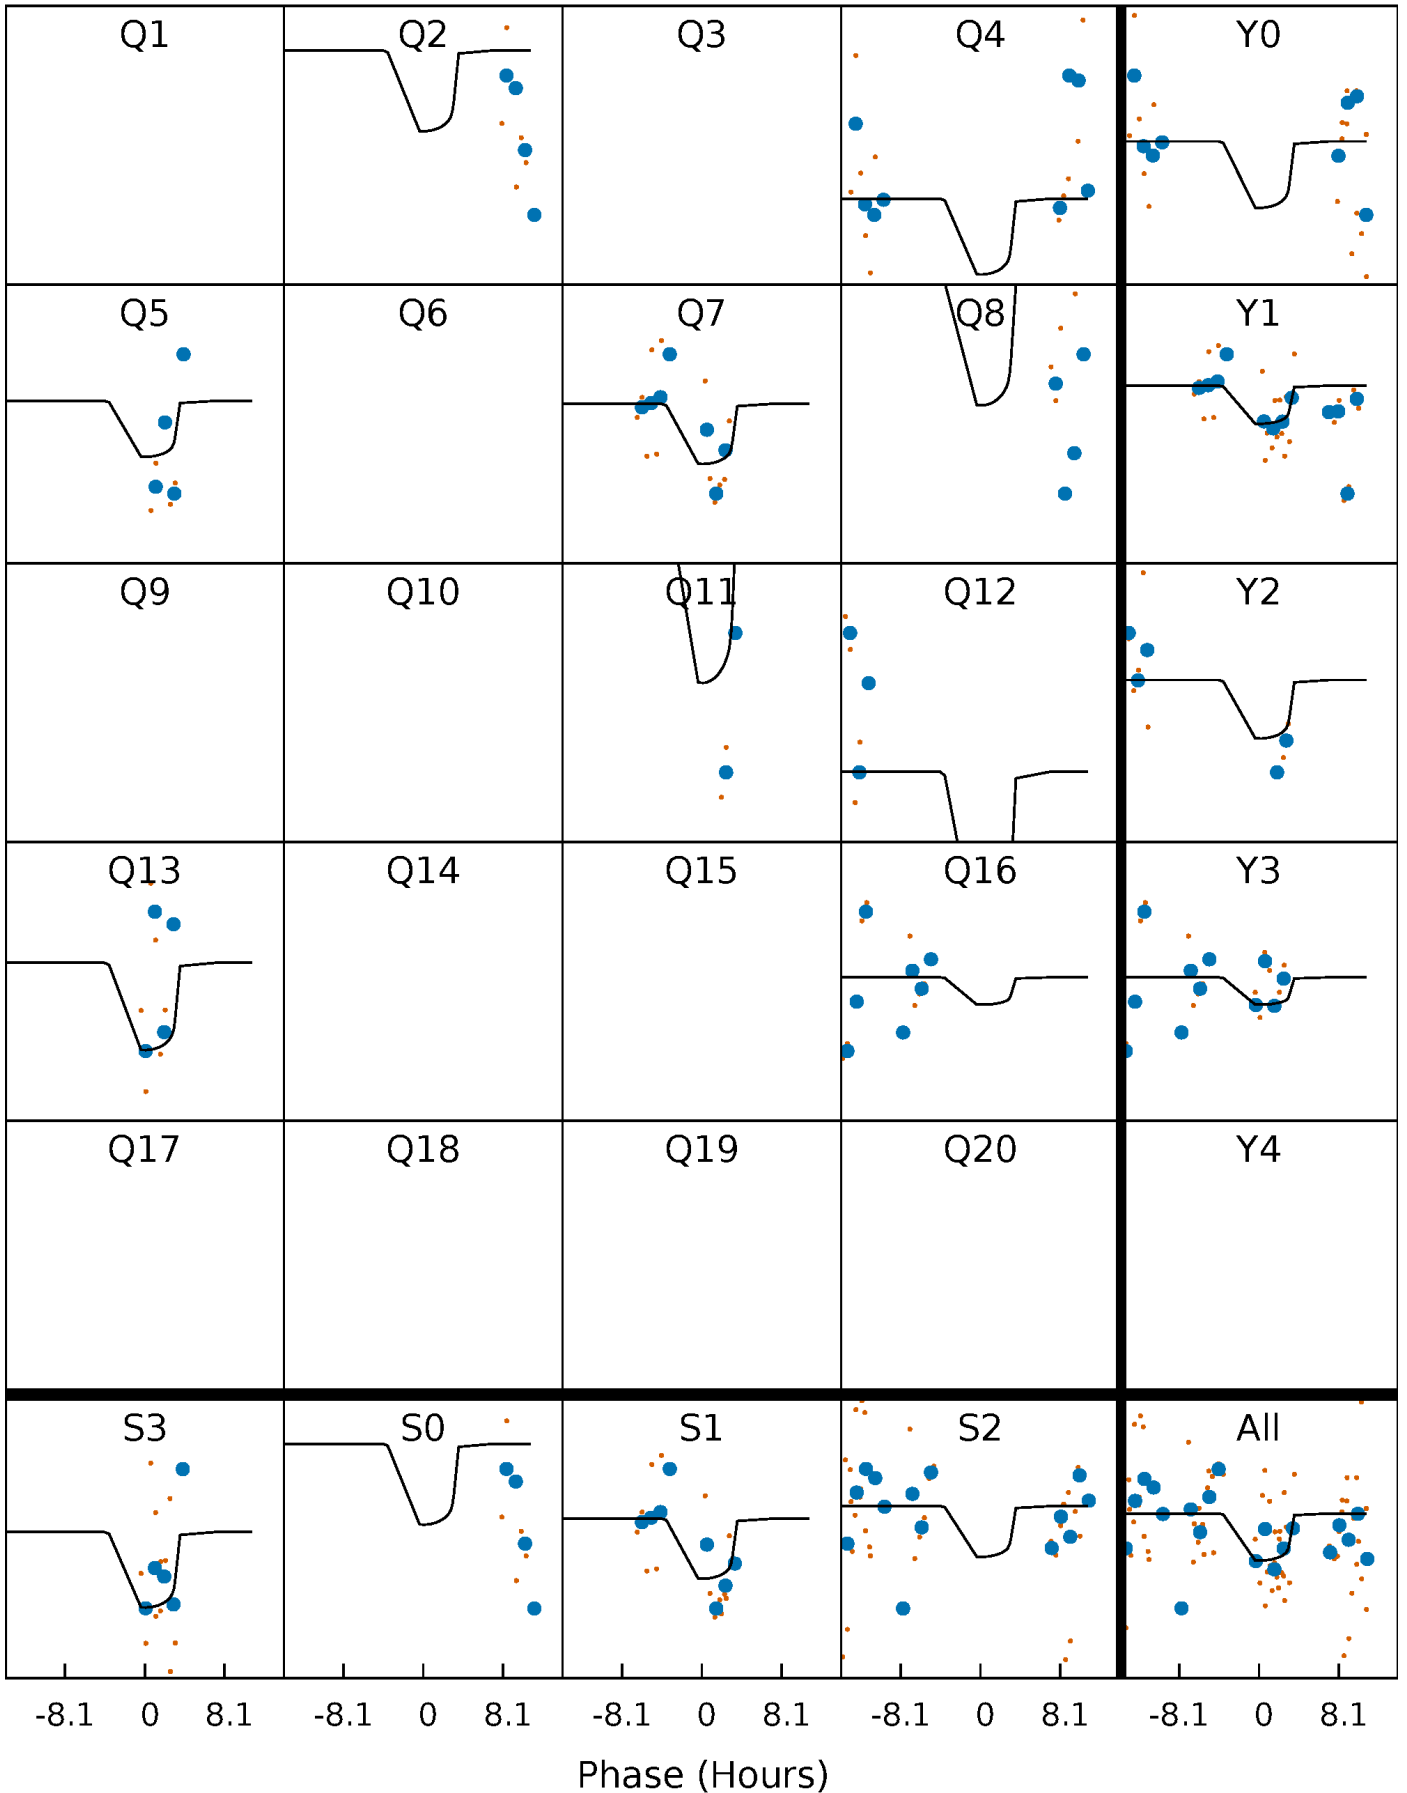 Q1 Q2 Q3 Q4 Y0
Q5 Q6 Q7 Q8 Y1
Q9 Q10 Q11 Q12 Y2
Q13 Q14 Q15 Q16 Y3
Q17 Q18 Q19 Q20 Y4
S3 S0 S1 S2 All
-8.1 0 8.1 -8.1 0 8.1 -8.1 0 8.1 -8.1 0 8.1 -8.1 0 8.1
Phase (Hours)